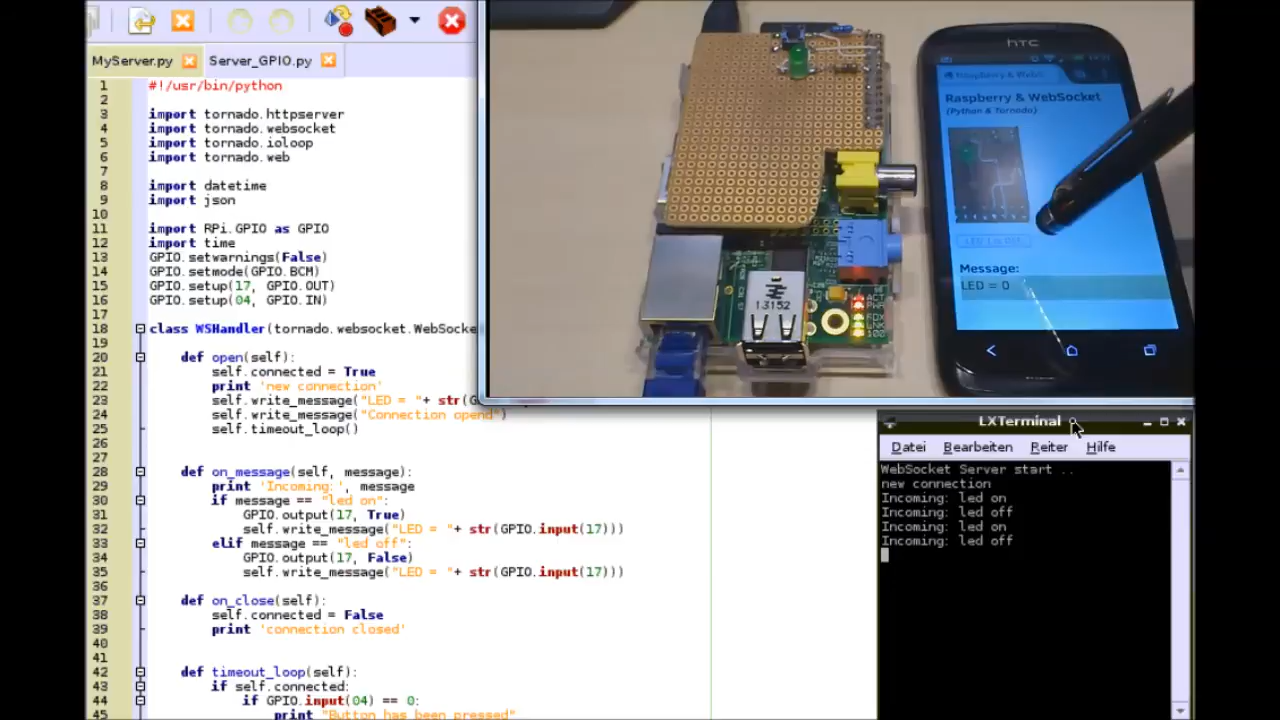 MyServer.py
Server_GPIO.py
1 #!/usr/bin/python
2
3 import tornado.httpserver
4 import tornado.websocket
5 import tornado.ioloop
6 import tornado.web
7
8 import datetime
9 import json
10
11 import RPi.GPIO as GPIO
12 import time
13 GPIO.setwarnings(False)
14 GPIO.setmode(GPIO.BCM)
15 GPIO.setup(17, GPIO.OUT)
16 GPIO.setup(04, GPIO.IN)
17
18 class WSHandler(tornado.websocket.WebSocke
19
20 def open(self):
21 self.connected = True
22 print 'new connection'
23 self.write_message("LED = "+ str(G
24 self.write_message("Connection opend")
25 self.timeout_loop()
26
27
28 def on_message(self, message):
29 print 'Incoming:', message
30 if message == "led on":
31 GPIO.output(17, True)
32 self.write_message("LED = "+ str(GPIO.input(17)))
33 elif message == "led off":
34 GPIO.output(17, False)
35 self.write_message("LED = "+ str(GPIO.input(17)))
36
37 def on_close(self):
38 self.connected = False
39 print 'connection closed'
40
41
42 def timeout_loop(self):
43 if self.connected:
44 if GPIO.input(04) == 0:
45 print "Button has been pressed"
13152
ACT
PWR
FDX
LNK
100
hTC
Raspberry & WebS
Raspberry & WebSocket
(Python & Tornado)
Message:
LED = 0
LXTerminal
Datei Bearbeiten Reiter Hilfe
WebSocket Server start ..
new connection
Incoming: led on
Incoming: led off
Incoming: led on
Incoming: led off